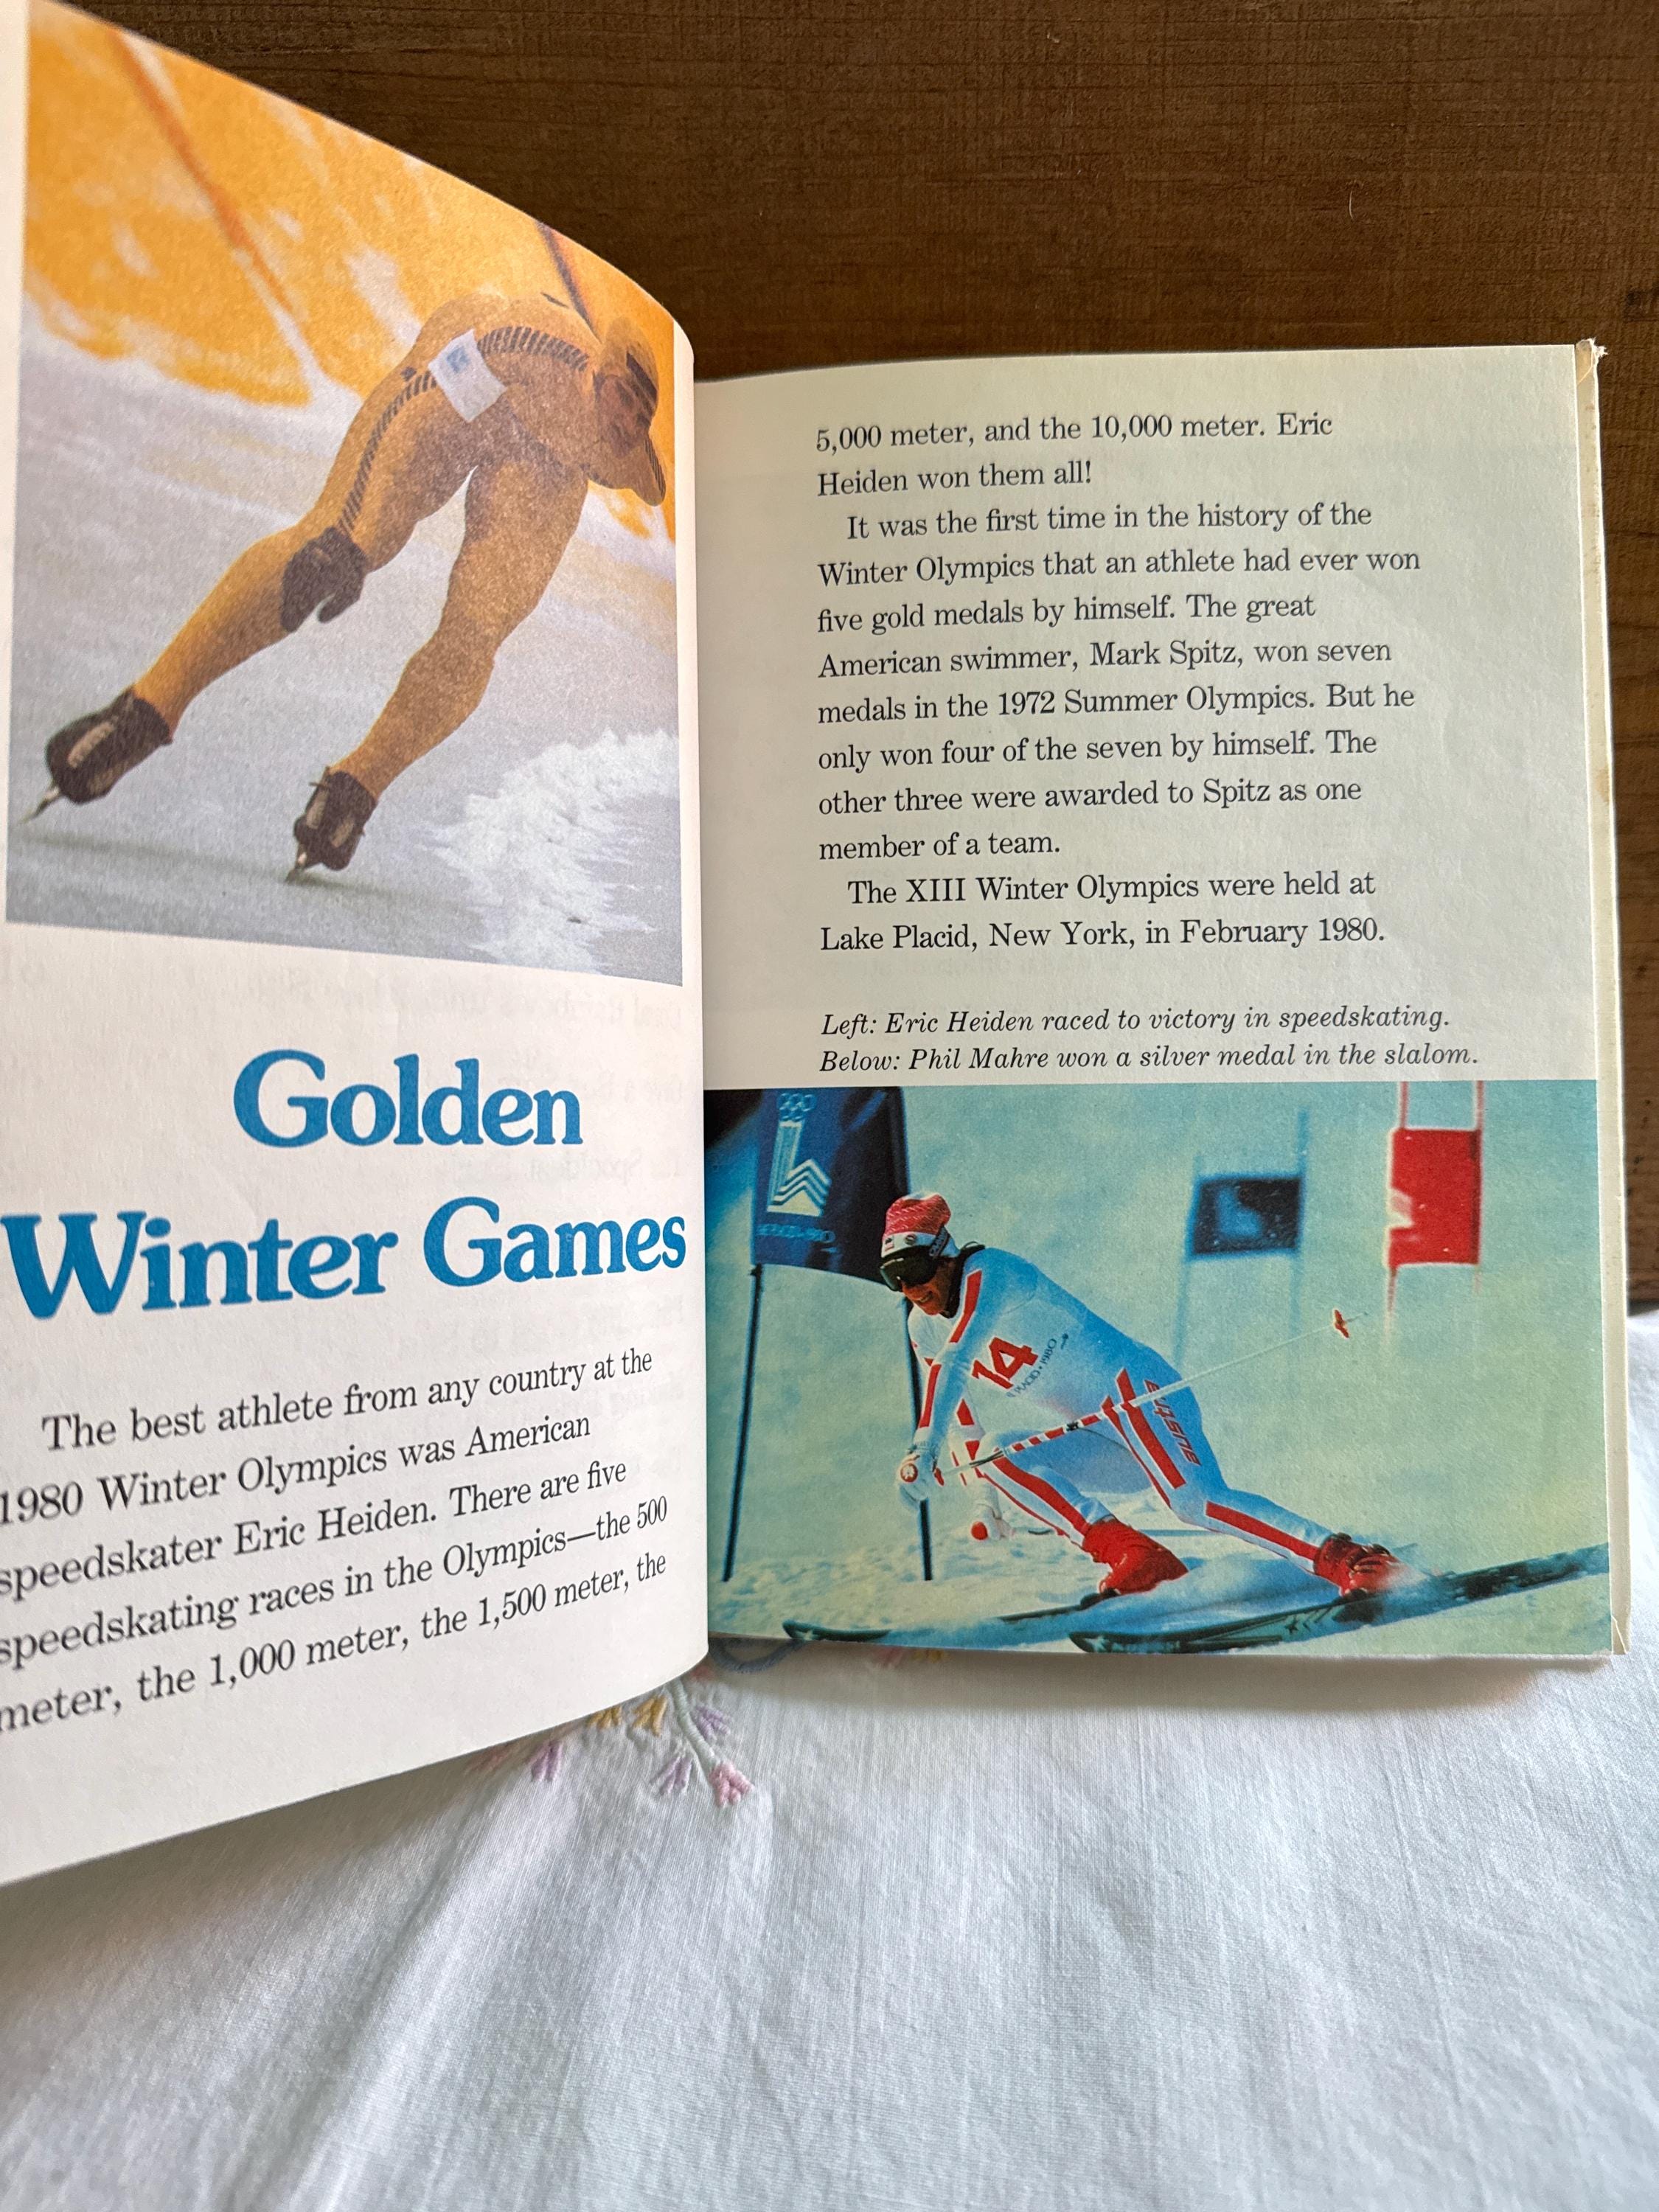 Golden
Winter Games
The best athlete from any country at the
1980 Winter Olympics was American
speedskater Eric Heiden. There are five
speedskating races in the Olympics—the 500
meter, the 1,000 meter, the 1,500 meter, the
5,000 meter, and the 10,000 meter. Eric
Heiden won them all!
It was the first time in the history of the
Winter Olympics that an athlete had ever won
five gold medals by himself. The great
American swimmer, Mark Spitz, won seven
medals in the 1972 Summer Olympics. But he
only won four of the seven by himself. The
other three were awarded to Spitz as one
member of a team.
The XIII Winter Olympics were held at
Lake Placid, New York, in February 1980.
Left: Eric Heiden raced to victory in speedskating.
Below: Phil Mahre won a silver medal in the slalom.
14